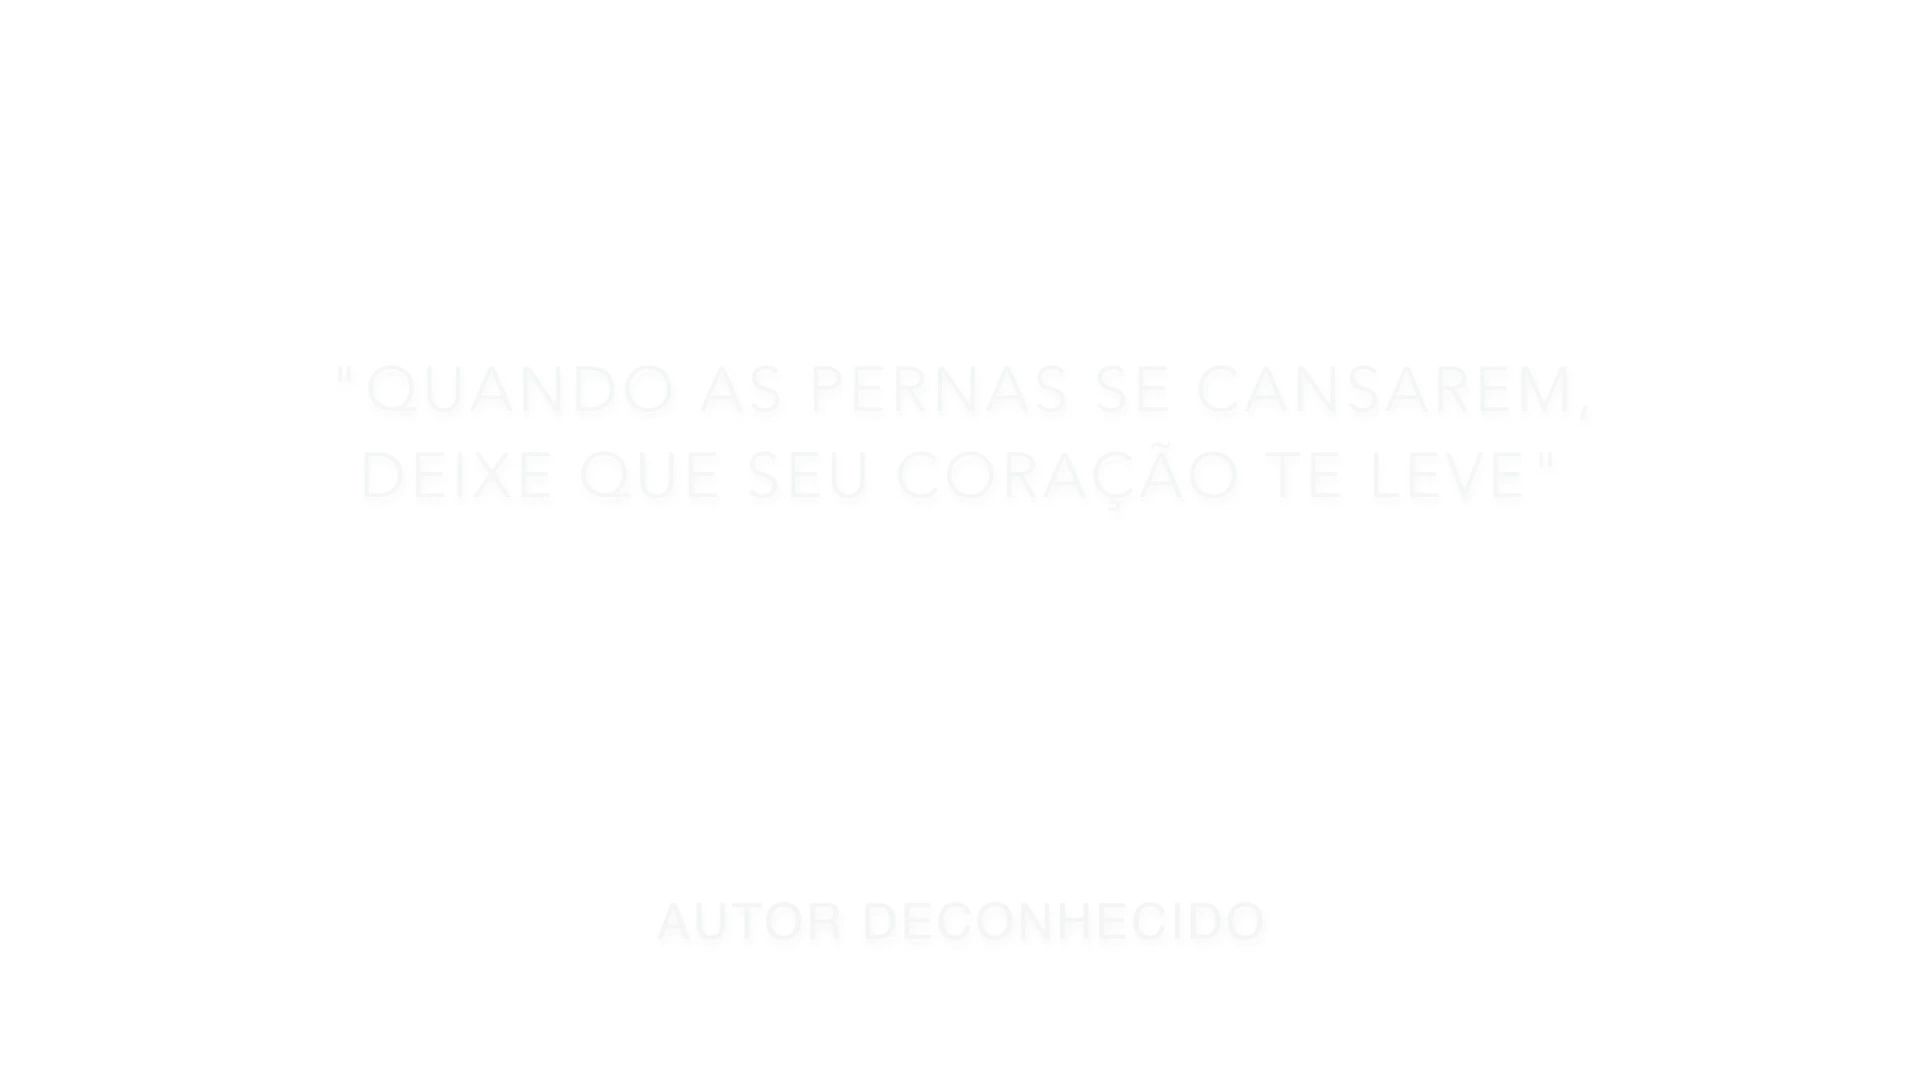 "QUANDO AS PERNAS SE CANSAREM,
DEIXE QUE SEU CORAÇÃO TE LEVE"
AUTOR DECONHECIDO